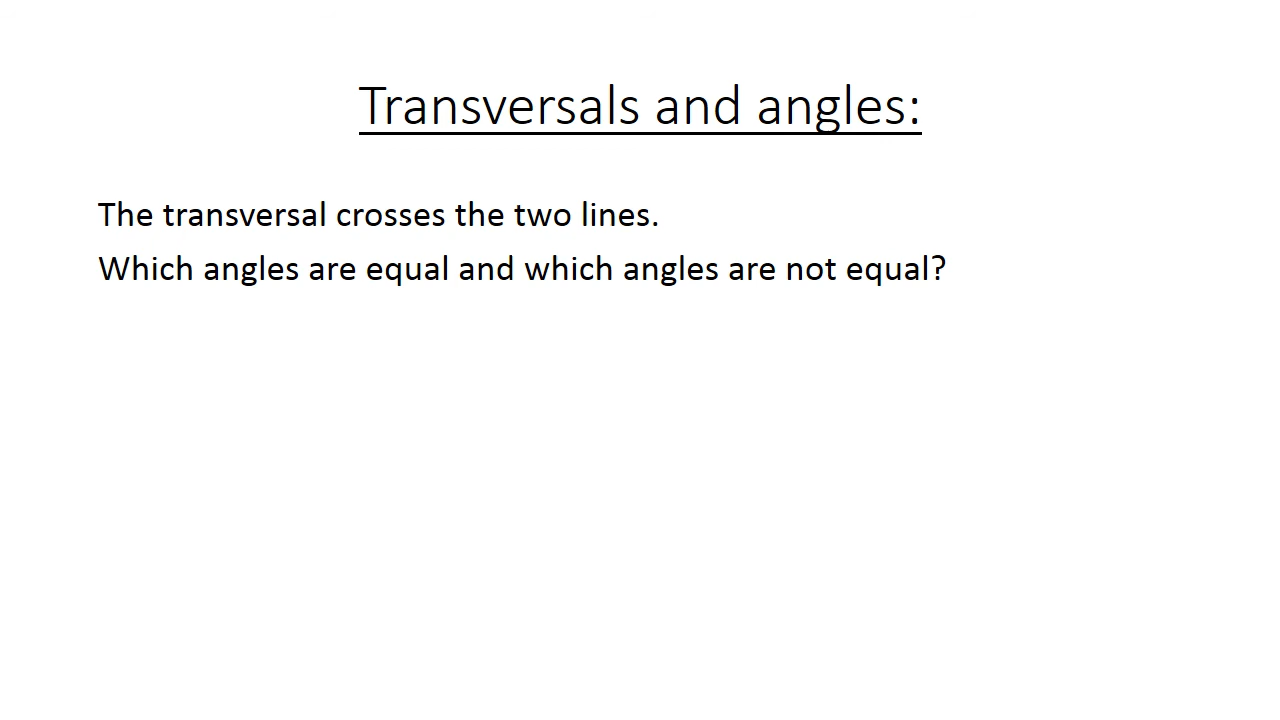 Transversals and angles:
The transversal crosses the two lines.
Which angles are equal and which angles are not equal?